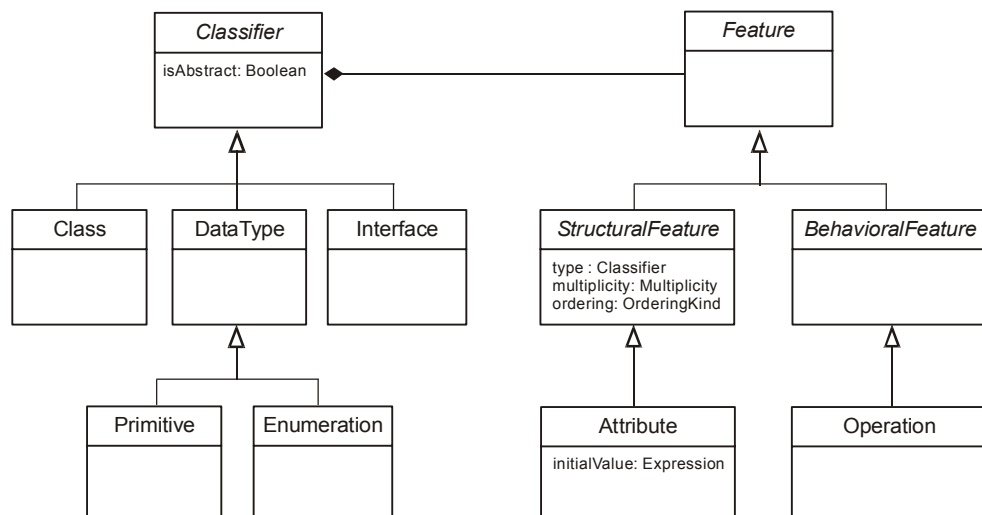 Classifier
isAbstract: Boolean
Feature
Class
DataType
Interface
StructuralFeature
type : Classifier
multiplicity: Multiplicity
ordering: OrderingKind
BehavioralFeature
Primitive
Enumeration
Attribute
initialValue: Expression
Operation